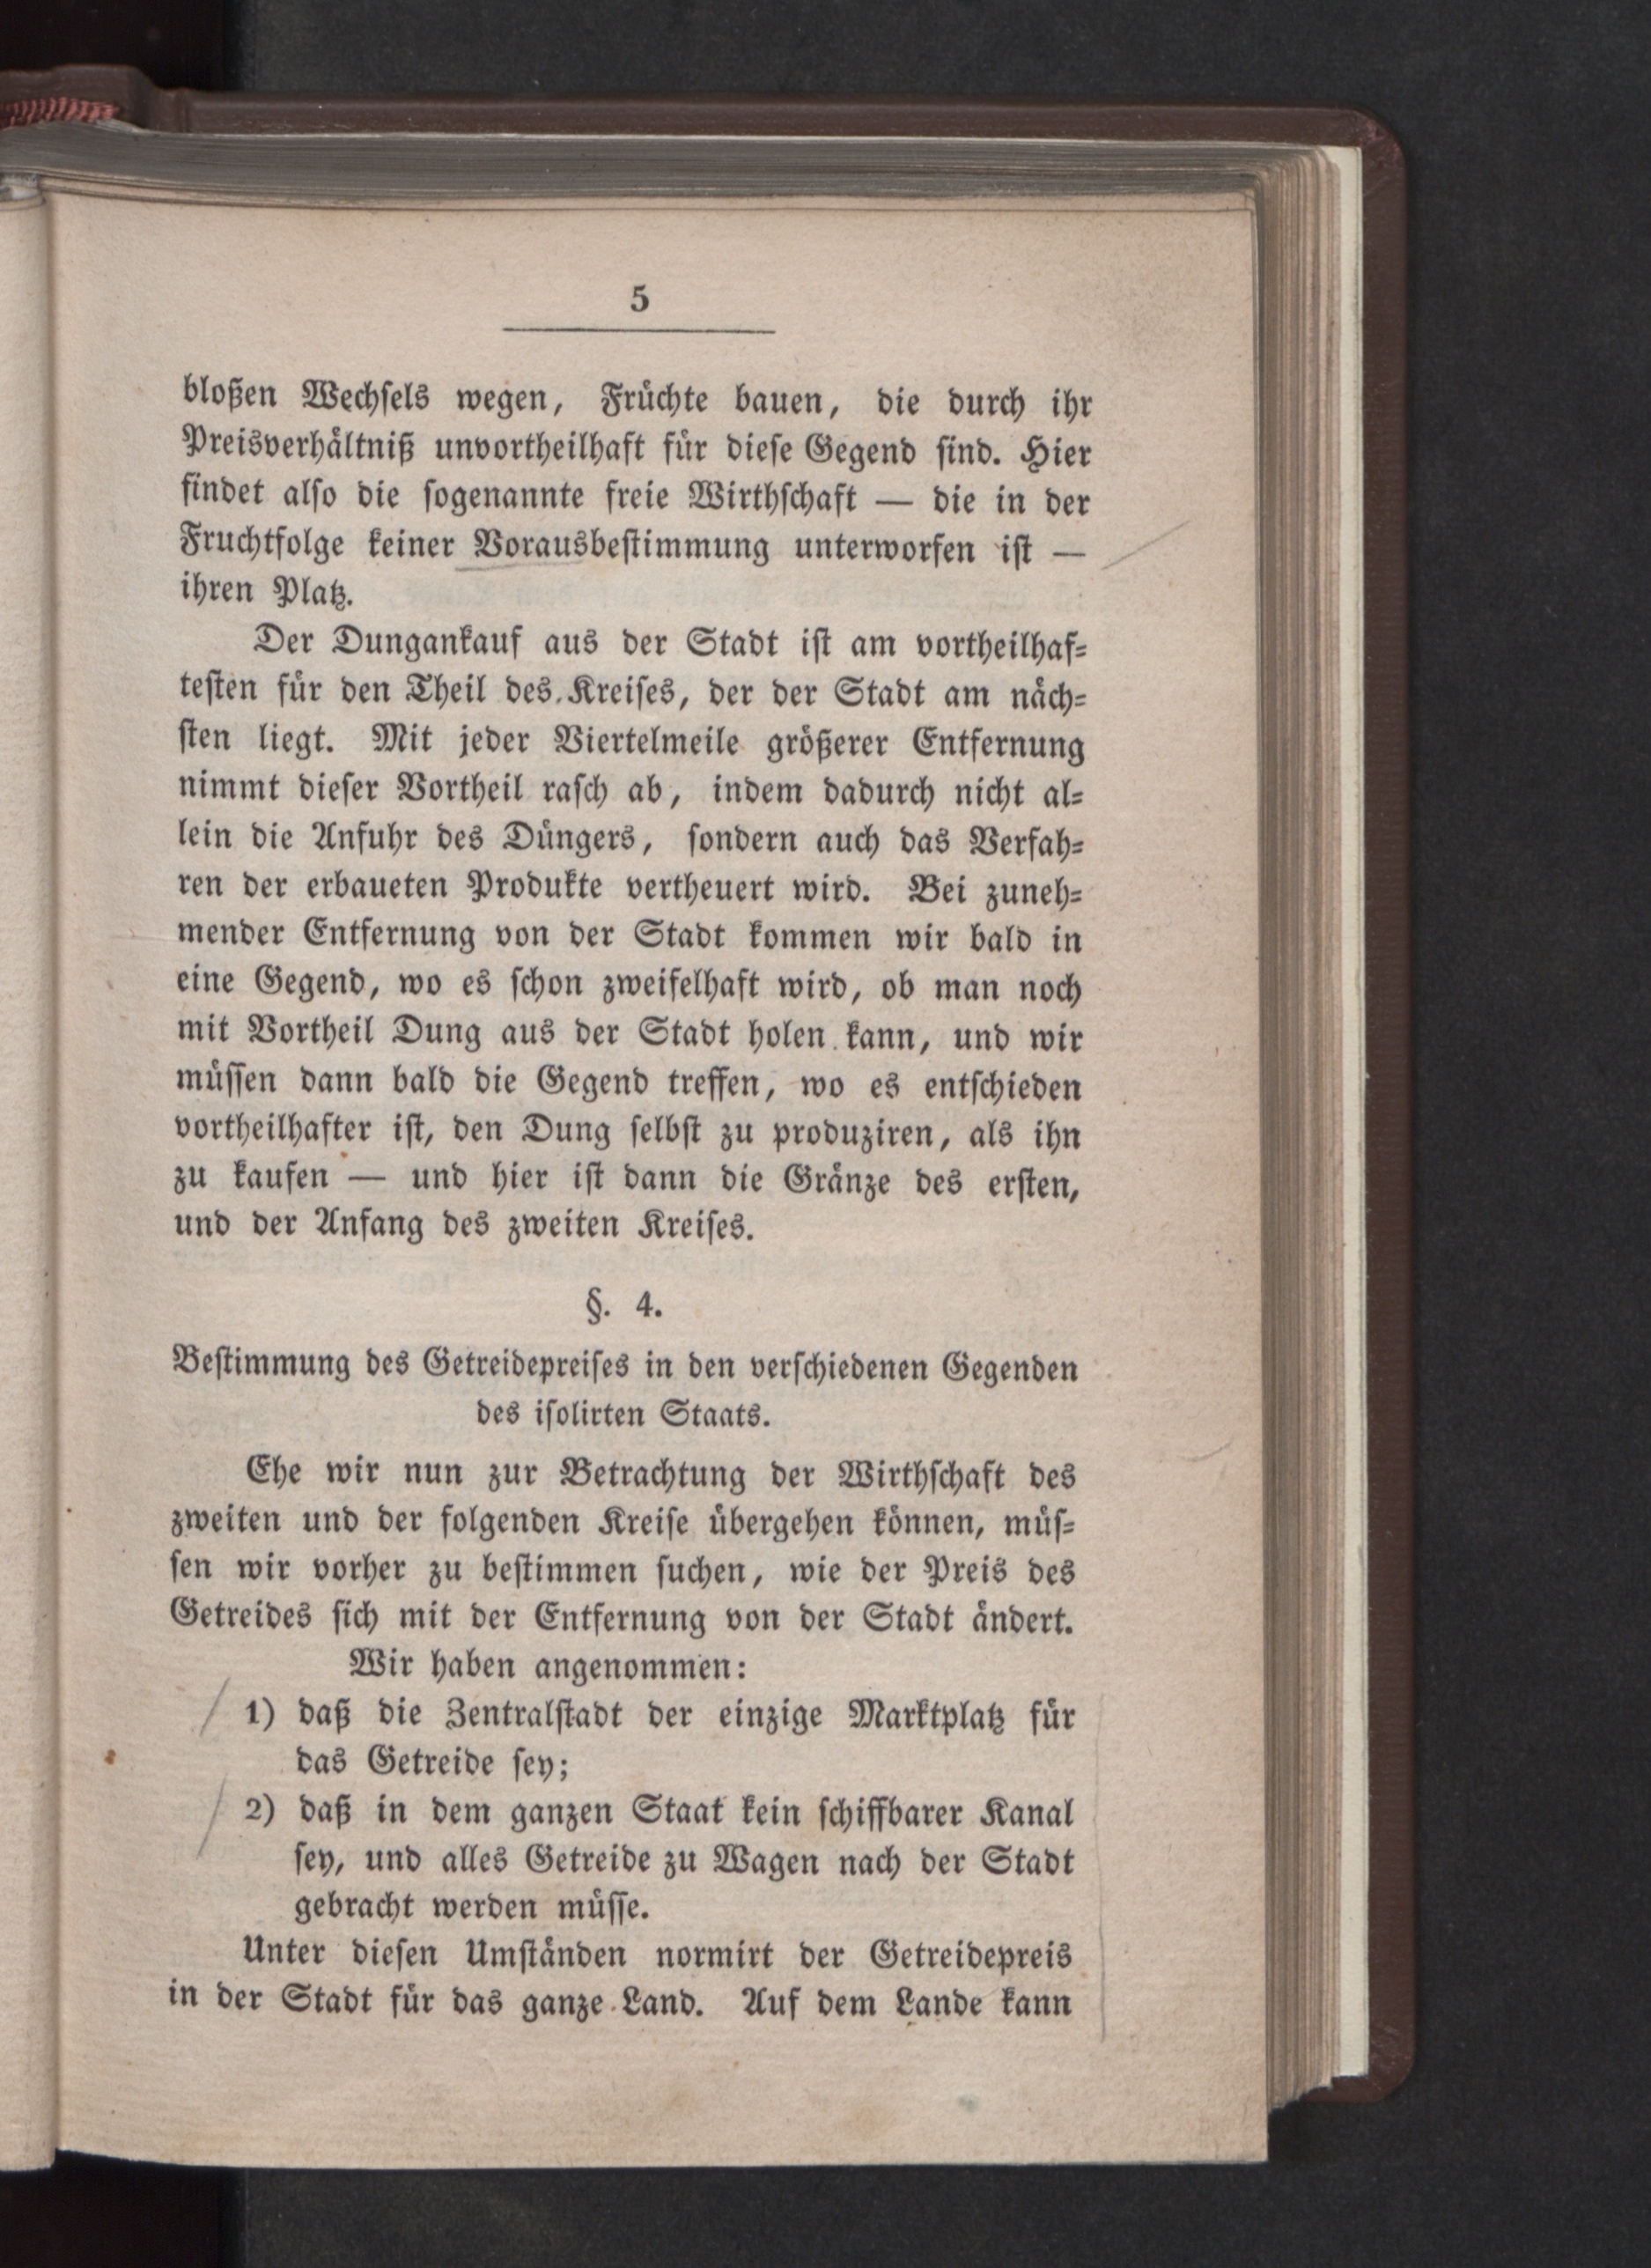 5
bloßen Wechſels wegen, Früchte bauen, die durch ihr
Preisverhältniß unvortheilhaft für dieſe Gegend ſind. Hier
findet alſo die ſogenannte freie Wirthſchaft — die in der
Fruchtfolge keiner Vorausbeſtimmung unterworfen iſt —
ihren Platz.
Der Dungankauf aus der Stadt iſt am vortheilhaf⸗
teſten für den Theil des Kreiſes, der der Stadt am näch⸗
ſten liegt. Mit jeder Viertelmeile größerer Entfernung
nimmt dieſer Vortheil raſch ab, indem dadurch nicht al⸗
lein die Anfuhr des Düngers, ſondern auch das Verfah⸗
ren der erbaueten Produkte vertheuert wird. Bei zuneh⸗
mender Entfernung von der Stadt kommen wir bald in
eine Gegend, wo es ſchon zweifelhaft wird, ob man noch
mit Vortheil Dung aus der Stadt holen kann, und wir
müſſen dann bald die Gegend treffen, wo es entſchieden
vortheilhafter iſt, den Dung ſelbſt zu produziren, als ihn
zu kaufen — und hier iſt dann die Gränze des erſten,
und der Anfang des zweiten Kreiſes.
§. 4.
Beſtimmung des Getreidepreiſes in den verſchiedenen Gegenden
des iſolirten Staats.
Ehe wir nun zur Betrachtung der Wirthſchaft des
zweiten und der folgenden Kreiſe übergehen können, müſ⸗
ſen wir vorher zu beſtimmen ſuchen, wie der Preis des
Getreides ſich mit der Entfernung von der Stadt ändert.
Wir haben angenommen:
1) daß die Zentralſtadt der einzige Marktplatz für
das Getreide ſey;
2) daß in dem ganzen Staat kein ſchiffbarer Kanal
ſey, und alles Getreide zu Wagen nach der Stadt
gebracht werden müſſe.
Unter dieſen Umſtänden normirt der Getreidepreis
in der Stadt für das ganze Land. Auf dem Lande kann